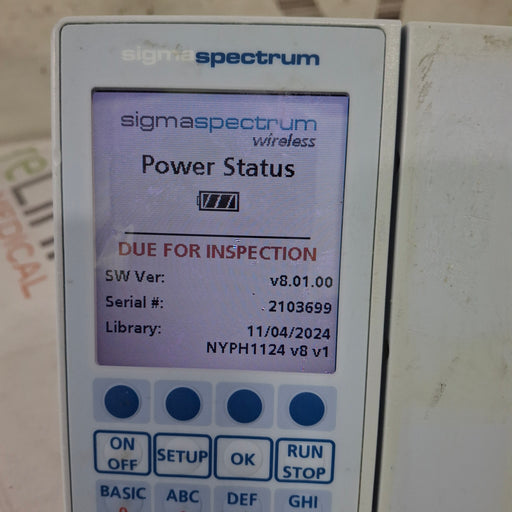 sigmaspectrum
sigmaspectrum
wireless
Power Status
DUE FOR INSPECTION
SW Ver: v8.01.00
Serial #: 2103699
Library: 11/04/2024
NYPH1124 v8 v1
ON OFF
SETUP
OK
RUN STOP
BASIC
ABC
DEF
GHI
MEDICAL